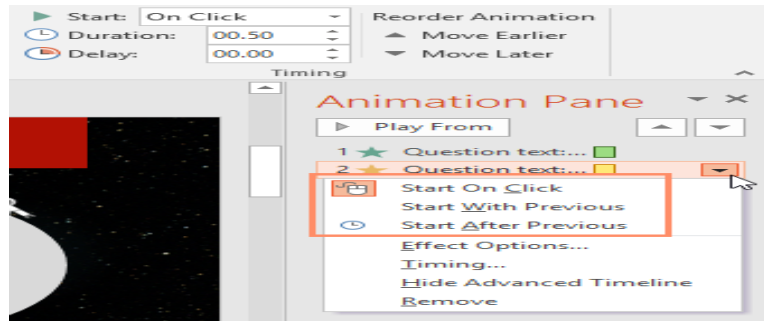 Start: On Click Reorder Animation
Duration: 00.50 Move Earlier
Delay: 00.00 Move Later
Timing
Animation Pane
Play From
1 Question text:...
2 Question text:...
Start On Click
Start With Previous
Start After Previous
Effect Options...
Timing...
Hide Advanced Timeline
Remove